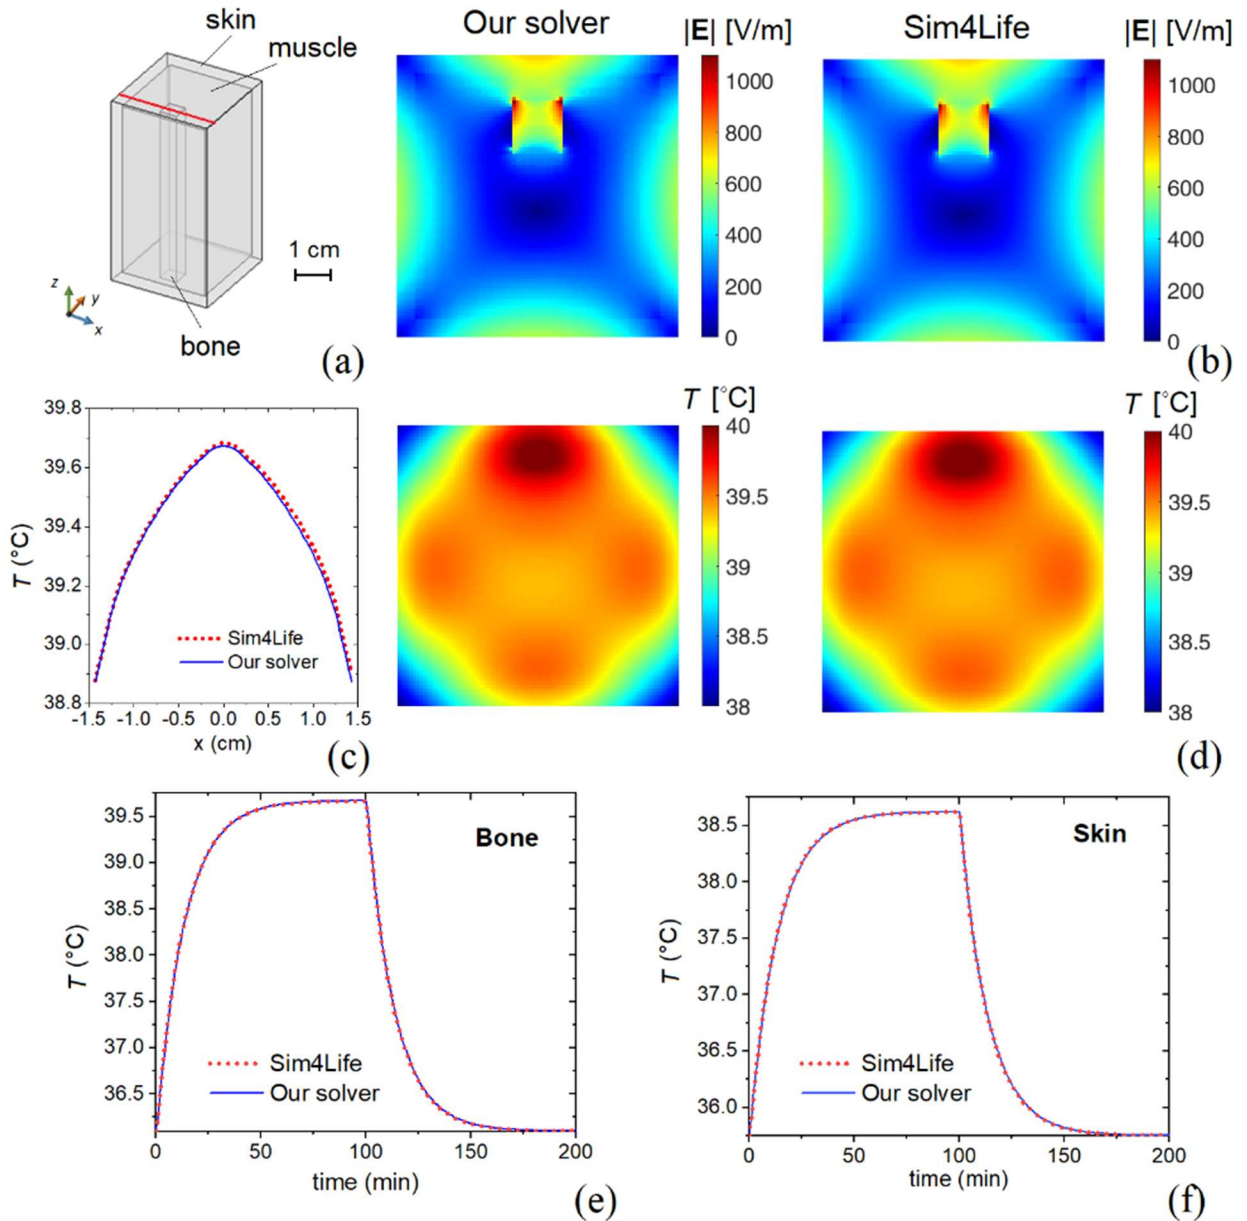 skin
muscle
bone
1 cm
z
y
x
(a)
Our solver
|E| [V/m]
1000
800
600
400
200
0
Sim4Life
|E| [V/m]
1000
800
600
400
200
0
(b)
39.8
39.6
39.4
39.2
39.0
38.8
T (°C)
Sim4Life
Our solver
-1.5 -1.0 -0.5 0.0 0.5 1.0 1.5
x (cm)
(c)
T [°C]
40
39.5
39
38.5
38
T [°C]
40
39.5
39
38.5
38
(d)
39.5
39.0
38.5
38.0
37.5
37.0
36.5
T (°C)
Bone
Sim4Life
Our solver
0 50 100 150 200
time (min)
(e)
38.5
38.0
37.5
37.0
36.5
36.0
T (°C)
Skin
Sim4Life
Our solver
0 50 100 150 200
time (min)
(f)